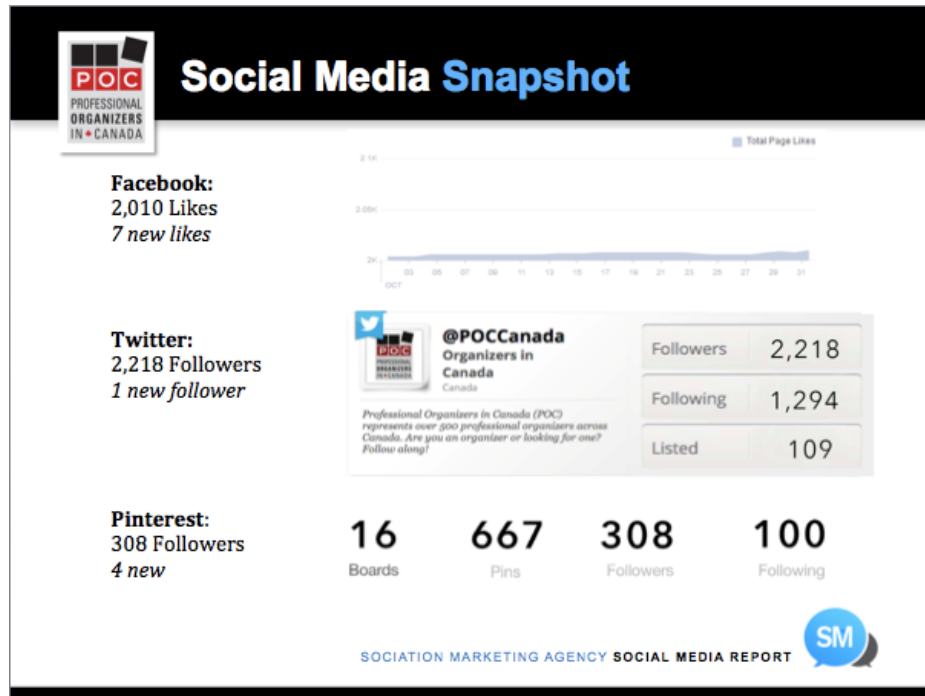 POC
PROFESSIONAL
ORGANIZERS
IN CANADA
Social Media Snapshot
Facebook:
2,010 Likes
7 new likes
Total Page Likes
2.1K
2.05K
2K
03 05 07 09 11 13 15 17 19 21 23 25 27 29 31
OCT
Twitter:
2,218 Followers
1 new follower
POC
PROFESSIONAL
ORGANIZERS
IN CANADA
@POCCanada
Organizers in
Canada
Canada
Professional Organizers in Canada (POC)
represents over 500 professional organizers across
Canada. Are you an organizer or looking for one?
Follow along!
Followers 2,218
Following 1,294
Listed 109
Pinterest:
308 Followers
4 new
16 667 308 100
Boards Pins Followers Following
SM
SOCIATION MARKETING AGENCY SOCIAL MEDIA REPORT